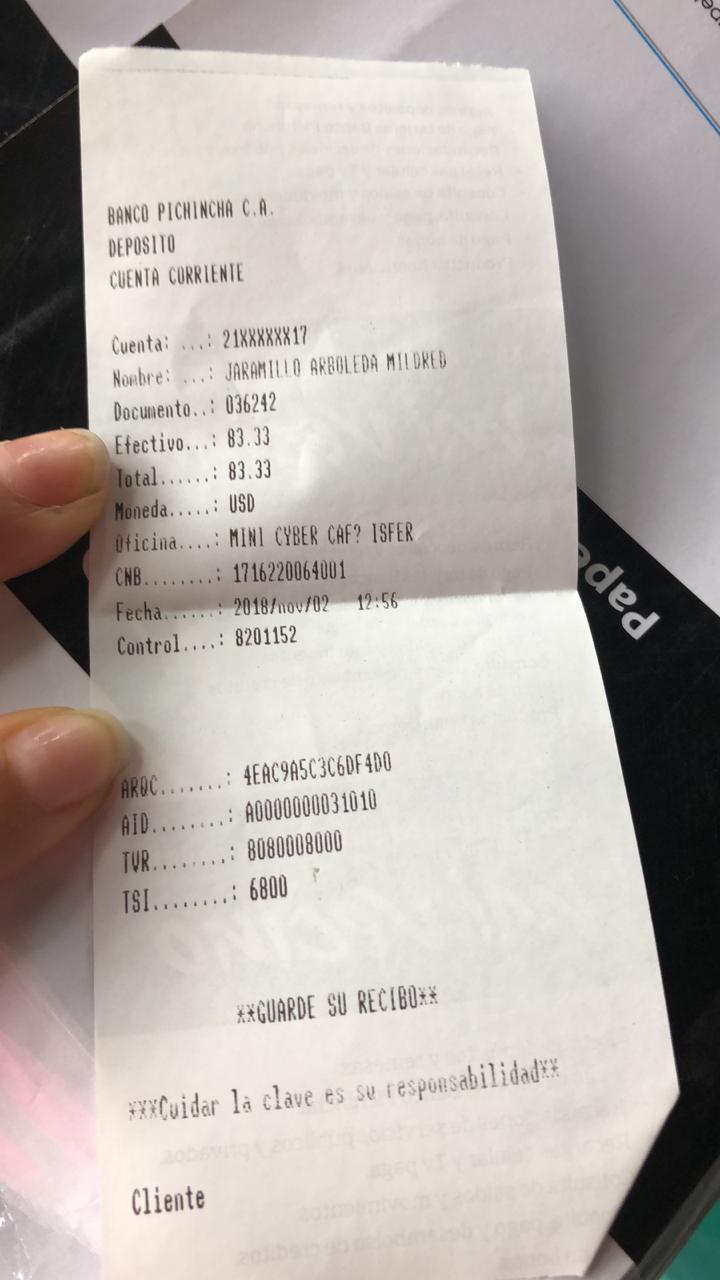 BANCO PICHINCHA C.A.
DEPOSITO
CUENTA CORRIENTE
Cuenta: ...: 21XXXXXX17
Nombre: ...: JARAMILLO ARBOLEDA MILDRED
Documento..: 036242
Efectivo...: 83.33
Total......: 83.33
Moneda.....: USD
Oficina....: MINI CYBER CAF? ISFER
CNB........: 1716220064001
Fecha......: 2018/nov/02 12:56
Control....: 8201152
ARQC.......: 4EAC9A5C3C6DF4D0
AID........: A0000000031010
TVR........: 8080008000
TSI........: 6800
**GUARDE SU RECIBO**
***Cuidar la clave es su responsabilidad**
Cliente
pape